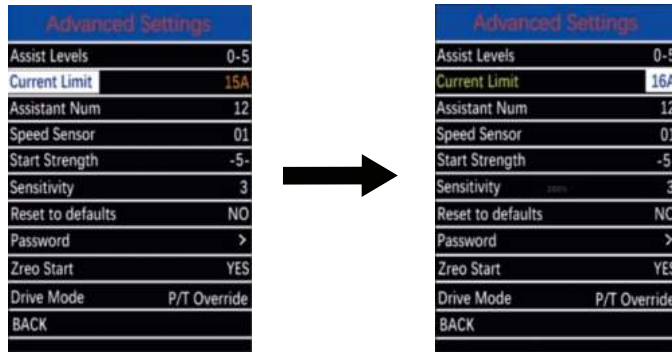 Advanced Settings
Assist Levels 0-5
Current Limit 15A
Assistant Num 12
Speed Sensor 01
Start Strength -5-
Sensitivity 3
Reset to defaults NO
Password >
Zreo Start YES
Drive Mode P/T Override
BACK
Advanced Settings
Assist Levels 0-5
Current Limit 16A
Assistant Num 12
Speed Sensor 01
Start Strength -5
Sensitivity 3
Reset to defaults NO
Password >
Zreo Start YES
Drive Mode P/T Override
BACK